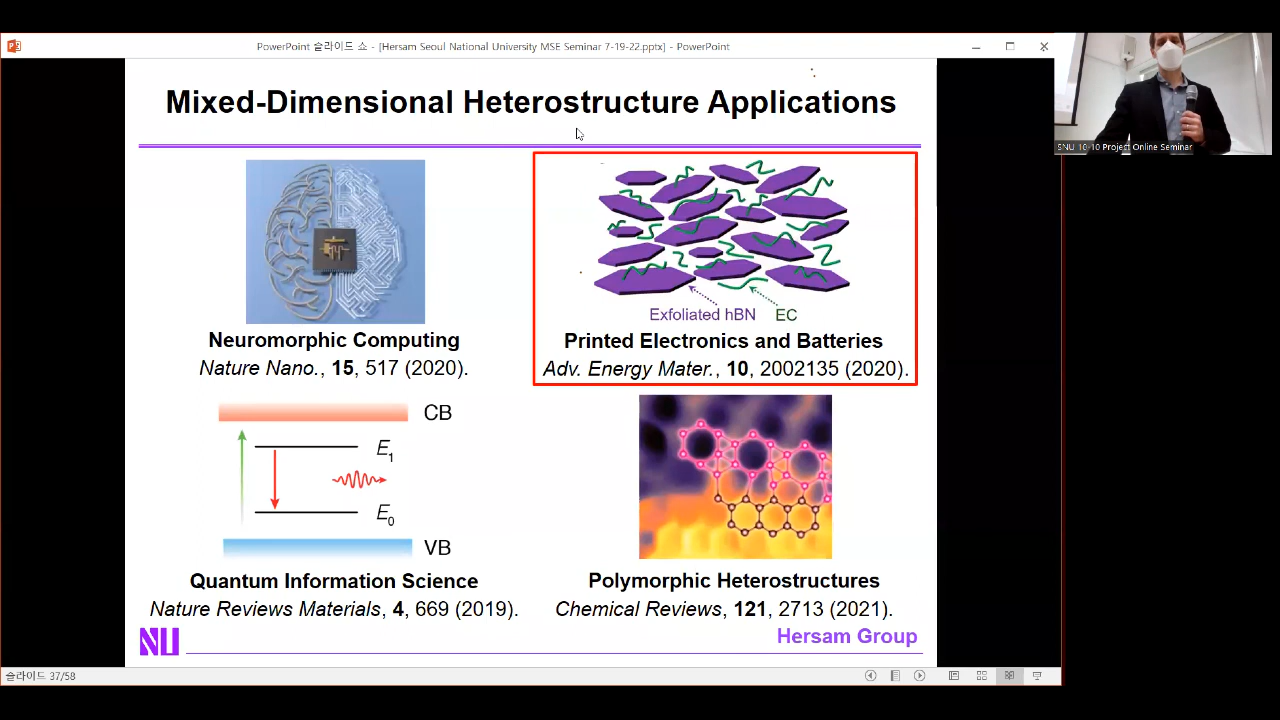 PowerPoint 슬라이드 쇼 - [Hersam Seoul National University MSE Seminar 7-19-22.pptx] - PowerPoint
SNU 10-10 Project Online Seminar
Mixed-Dimensional Heterostructure Applications
Exfoliated hBN
EC
Neuromorphic Computing
Nature Nano., 15, 517 (2020).
Printed Electronics and Batteries
Adv. Energy Mater., 10, 2002135 (2020).
CB
E1
E0
VB
Quantum Information Science
Nature Reviews Materials, 4, 669 (2019).
Polymorphic Heterostructures
Chemical Reviews, 121, 2713 (2021).
NU
Hersam Group
슬라이드 37/58